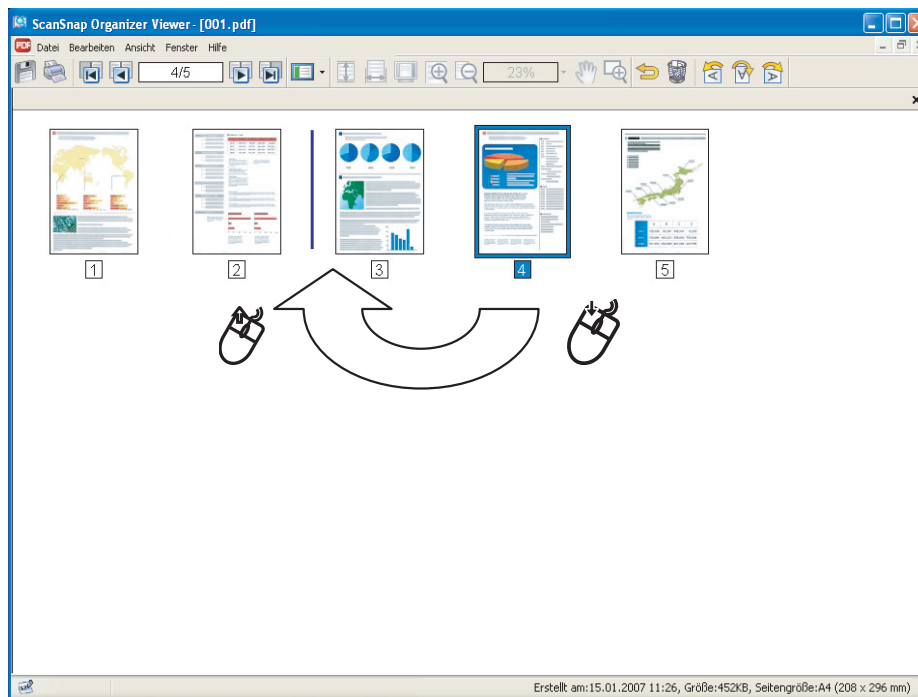 ScanSnap Organizer Viewer - [001.pdf]
PDF Datei Bearbeiten Ansicht Fenster Hilfe
4/5
23%
1 2 3 4 5
Erstellt am:15.01.2007 11:26, Größe:452KB, Seitengröße:A4 (208 x 296 mm)